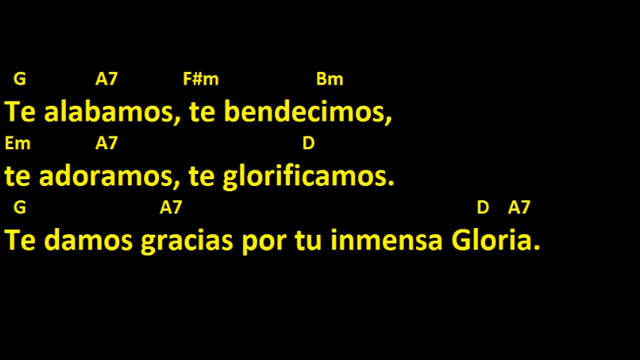 G A7 F#m Bm
Te alabamos, te bendecimos,
Em A7 D
te adoramos, te glorificamos.
G A7 D A7
Te damos gracias por tu inmensa Gloria.